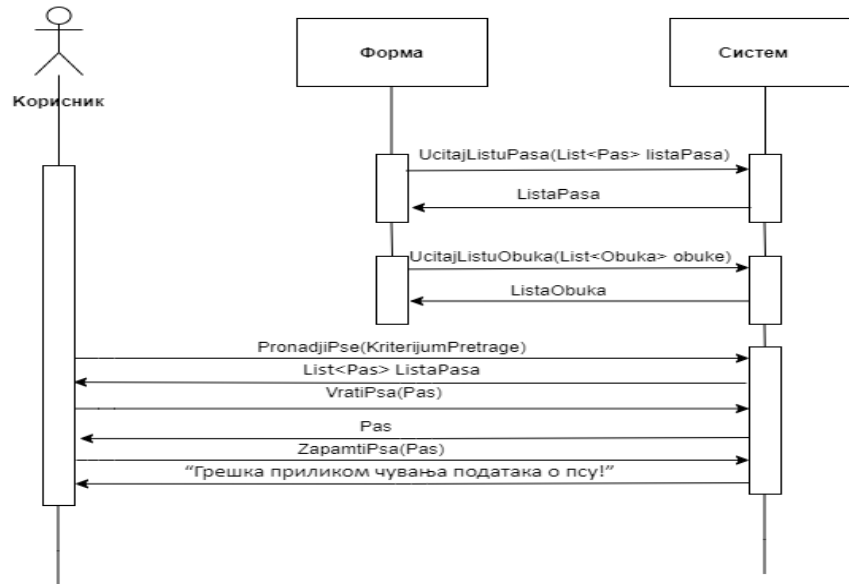 Форма
Систем
Корисник
UcitajListuPasa(List<Pas> listaPasa)
ListaPasa
UcitajListuObuka(List<Obuka> obuke)
ListaObuka
PronadjiPse(KriterijumPretrage)
List<Pas> ListaPasa
VratiPsa(Pas)
Pas
ZapamtiPsa(Pas)
“Грешка приликом чувања података о псу!”